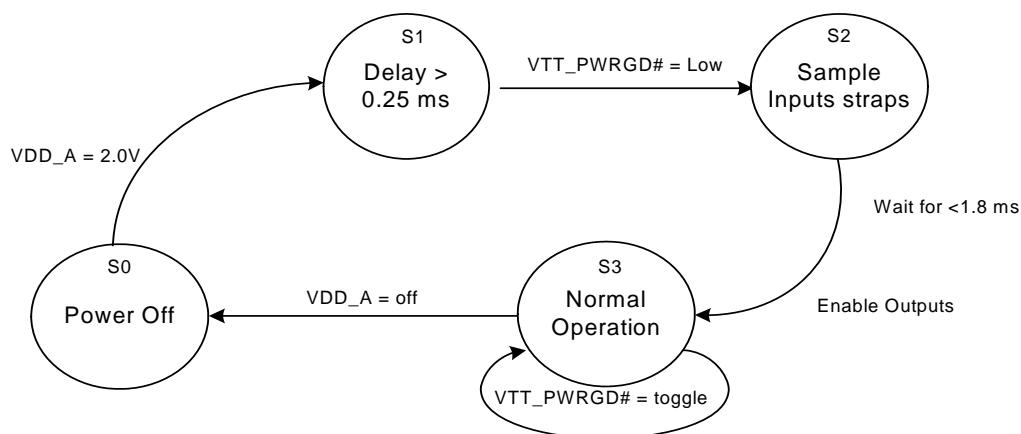 S1
Delay >
0.25 ms
VTT_PWRGD# = Low
S2
Sample
Inputs straps
VDD_A = 2.0V
Wait for <1.8 ms
S0
Power Off
VDD_A = off
S3
Normal
Operation
Enable Outputs
VTT_PWRGD# = toggle